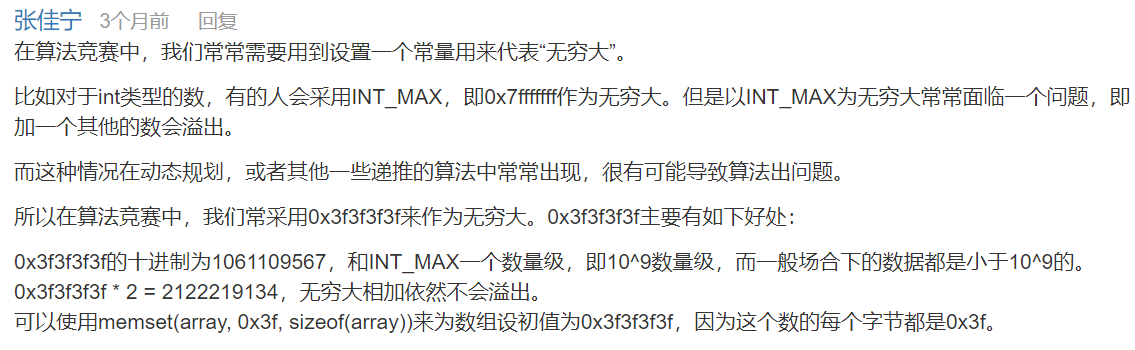 张佳宁 3个月前 回复
在算法竞赛中，我们常常需要用到设置一个常量用来代表“无穷大”。
比如对于int类型的数，有的人会采用INT_MAX，即0x7fffffff作为无穷大。但是以INT_MAX为无穷大常常面临一个问题，即
加一个其他的数会溢出。
而这种情况在动态规划，或者其他一些递推的算法中常常出现，很有可能导致算法出问题。
所以在算法竞赛中，我们常采用0x3f3f3f3f来作为无穷大。0x3f3f3f3f主要有如下好处：
0x3f3f3f3f的十进制为1061109567，和INT_MAX一个数量级，即10^9数量级，而一般场合下的数据都是小于10^9的。
0x3f3f3f3f * 2 = 2122219134，无穷大相加依然不会溢出。
可以使用memset(array, 0x3f, sizeof(array))来为数组设初值为0x3f3f3f3f，因为这个数的每个字节都是0x3f。